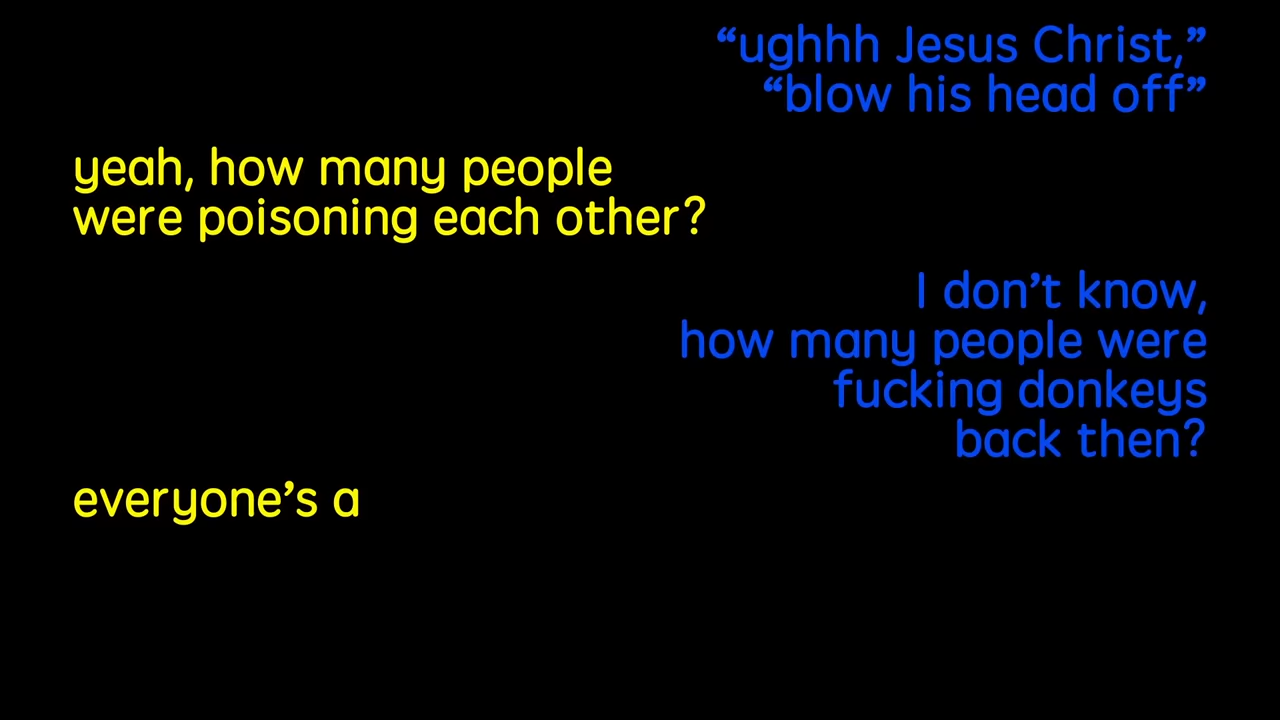 “ughhh Jesus Christ,”
“blow his head off”
yeah, how many people
were poisoning each other?
I don’t know,
how many people were
fucking donkeys
back then?
everyone’s a